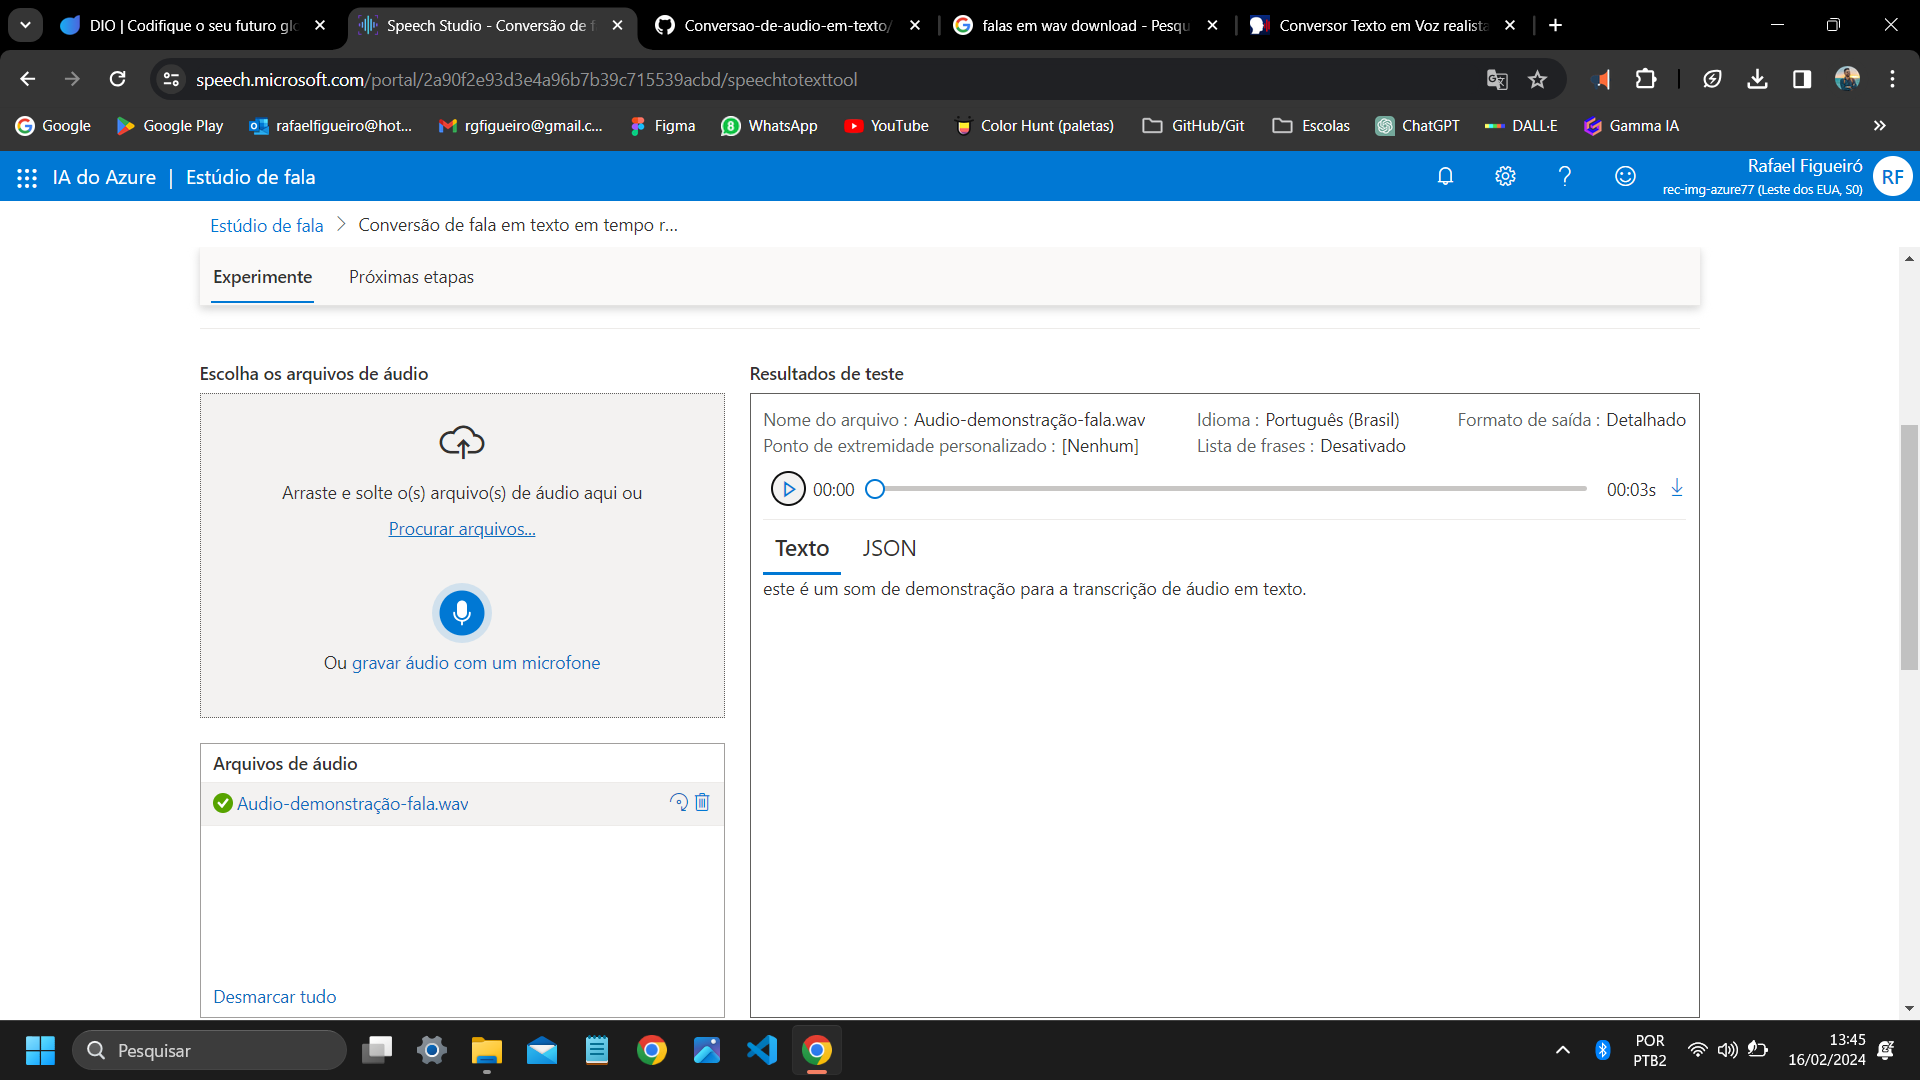 DIO | Codifique o seu futuro glo
Speech Studio - Conversão de f
Conversao-de-audio-em-texto/
falas em wav download - Pesqu
Conversor Texto em Voz realista
speech.microsoft.com/portal/2a90f2e93d3e4a96b7b39c715539acbd/speechtotexttool
Google
Google Play
rafaelfigueiro@hot...
rgfigueiro@gmail.c...
Figma
WhatsApp
YouTube
Color Hunt (paletas)
GitHub/Git
Escolas
ChatGPT
DALL·E
Gamma IA
IA do Azure | Estúdio de fala
Rafael Figueiró
rec-img-azure77 (Leste dos EUA, S0)
RF
Estúdio de fala > Conversão de fala em texto em tempo r...
Experimente
Próximas etapas
Escolha os arquivos de áudio
Arraste e solte o(s) arquivo(s) de áudio aqui ou
Procurar arquivos...
Ou gravar áudio com um microfone
Arquivos de áudio
Audio-demonstração-fala.wav
Desmarcar tudo
Resultados de teste
Nome do arquivo : Audio-demonstração-fala.wav
Idioma : Português (Brasil)
Formato de saída : Detalhado
Ponto de extremidade personalizado : [Nenhum]
Lista de frases : Desativado
00:00
00:03s
Texto
JSON
este é um som de demonstração para a transcrição de áudio em texto.
Pesquisar
POR
PTB2
13:45
16/02/2024